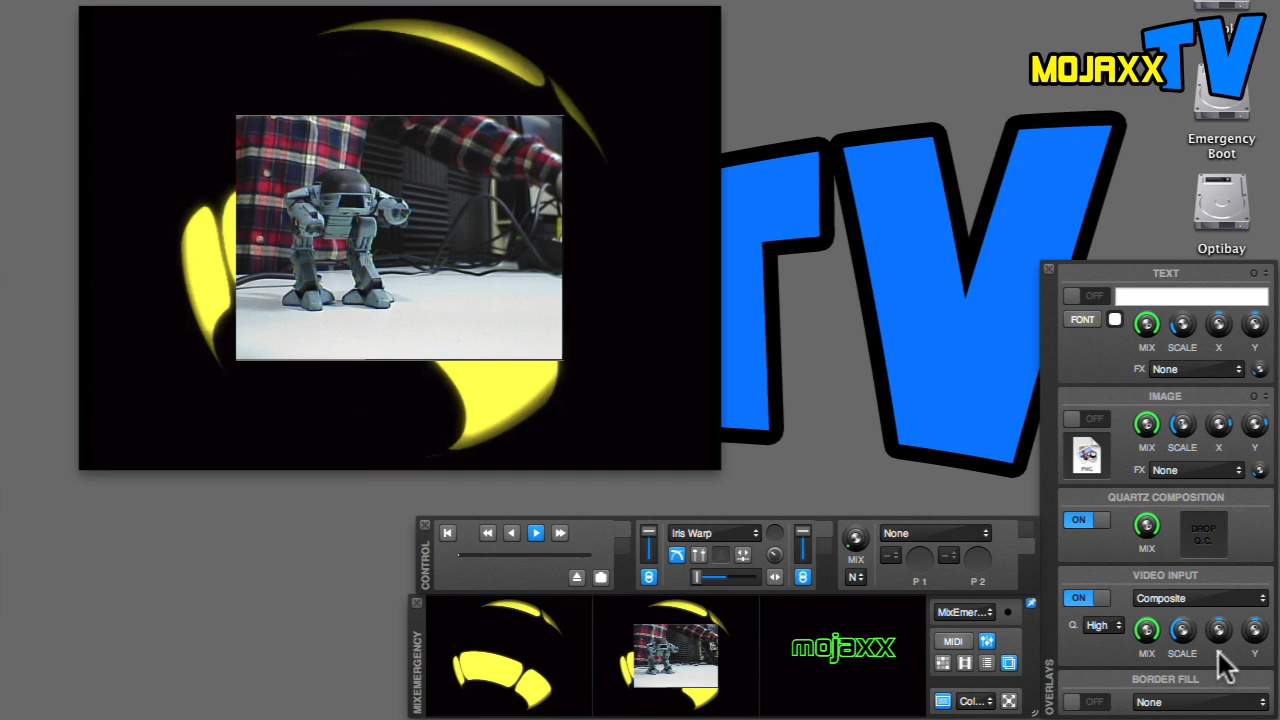 MOJAXX TV
Emergency
Boot
Optibay
TV
TEXT
OFF
FONT
MIX SCALE X Y
FX None
IMAGE
OFF
PNG
MIX SCALE X Y
FX None
QUARTZ COMPOSITION
ON
DROP
Q.C.
MIX
VIDEO INPUT
ON Composite
Q. High
MIX SCALE Y
BORDER FILL
OFF None
OVERLAYS
CONTROL
Iris Warp
MIX
N
None
-- --
P 1 P 2
MIXEMERGENCY
mojaxx
MixEmer...
MIDI
Col...